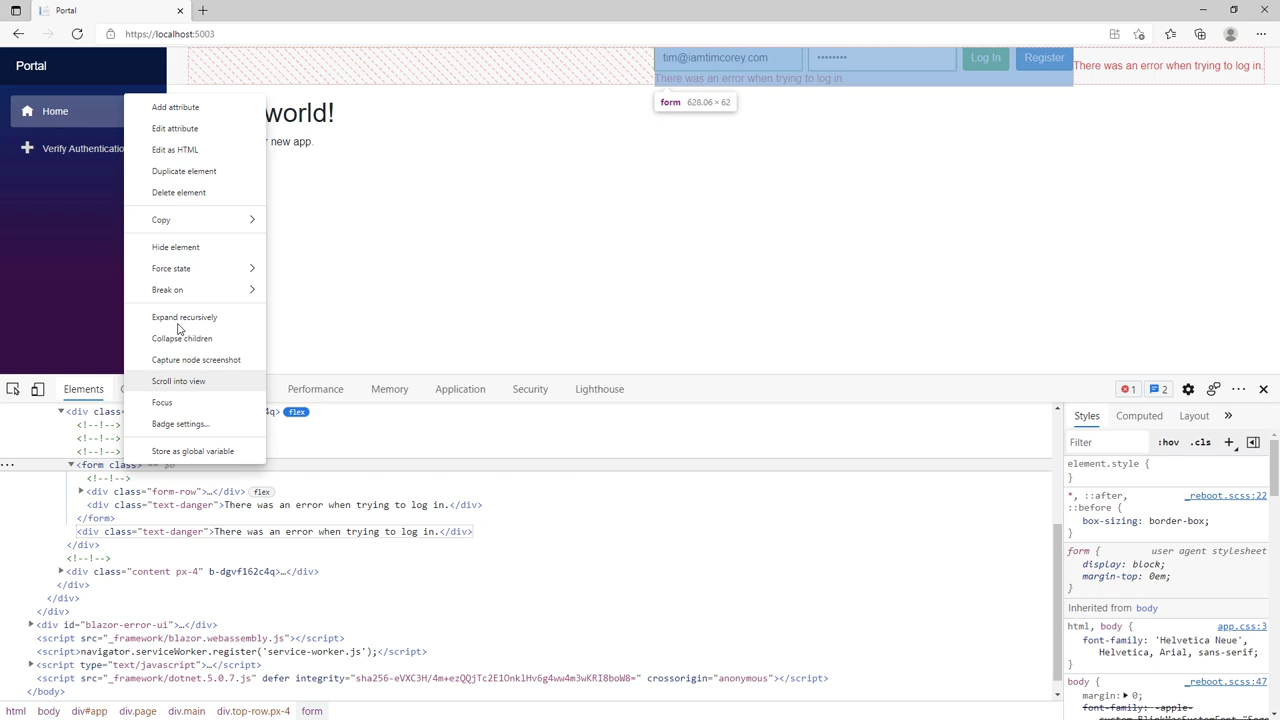 Portal
https://localhost:5003
Portal
tim@iamtimcorey.com
••••••••
Log In
Register
There was an error when trying to log in.
There was an error when trying to log in.
form 628.06 × 62
Home
Verify Authenticatio
world!
new app.
Add attribute
Edit attribute
Edit as HTML
Duplicate element
Delete element
Copy
Hide element
Force state
Break on
Expand recursively
Collapse children
Capture node screenshot
Scroll into view
Focus
Badge settings...
Store as global variable
Elements
Performance
Memory
Application
Security
Lighthouse
1
2
<div class= 4q> flex
<!--!-->
<!--!-->
<!--!-->
<form class> == $0
<!--!-->
<div class="form-row">…</div> flex
<div class="text-danger">There was an error when trying to log in.</div>
</form>
<div class="text-danger">There was an error when trying to log in.</div>
</div>
<!--!-->
<div class="content px-4" b-dgvf162c4q>…</div>
</div>
</div>
</div>
<div id="blazor-error-ui">…</div>
<script src="_framework/blazor.webassembly.js"></script>
<script>navigator.serviceWorker.register('service-worker.js');</script>
<script type="text/javascript">…</script>
<script src="_framework/dotnet.5.0.7.js" defer integrity="sha256-eVXC3H/4m+ezQQjTc2E1OnklHv6g4ww4m3wKRI8boW8=" crossorigin="anonymous"></script>
</body>
html body div#app div.page div.main div.top-row.px-4 form
Styles
Computed
Layout
Filter
:hov
.cls
element.style {
}
*, ::after, _reboot.scss:22
::before {
box-sizing: border-box;
}
form { user agent stylesheet
display: block;
margin-top: 0em;
}
Inherited from body
html, body { app.css:3
font-family: 'Helvetica Neue',
Helvetica, Arial, sans-serif;
}
body { _reboot.scss:47
margin: 0;
font-family: -apple-